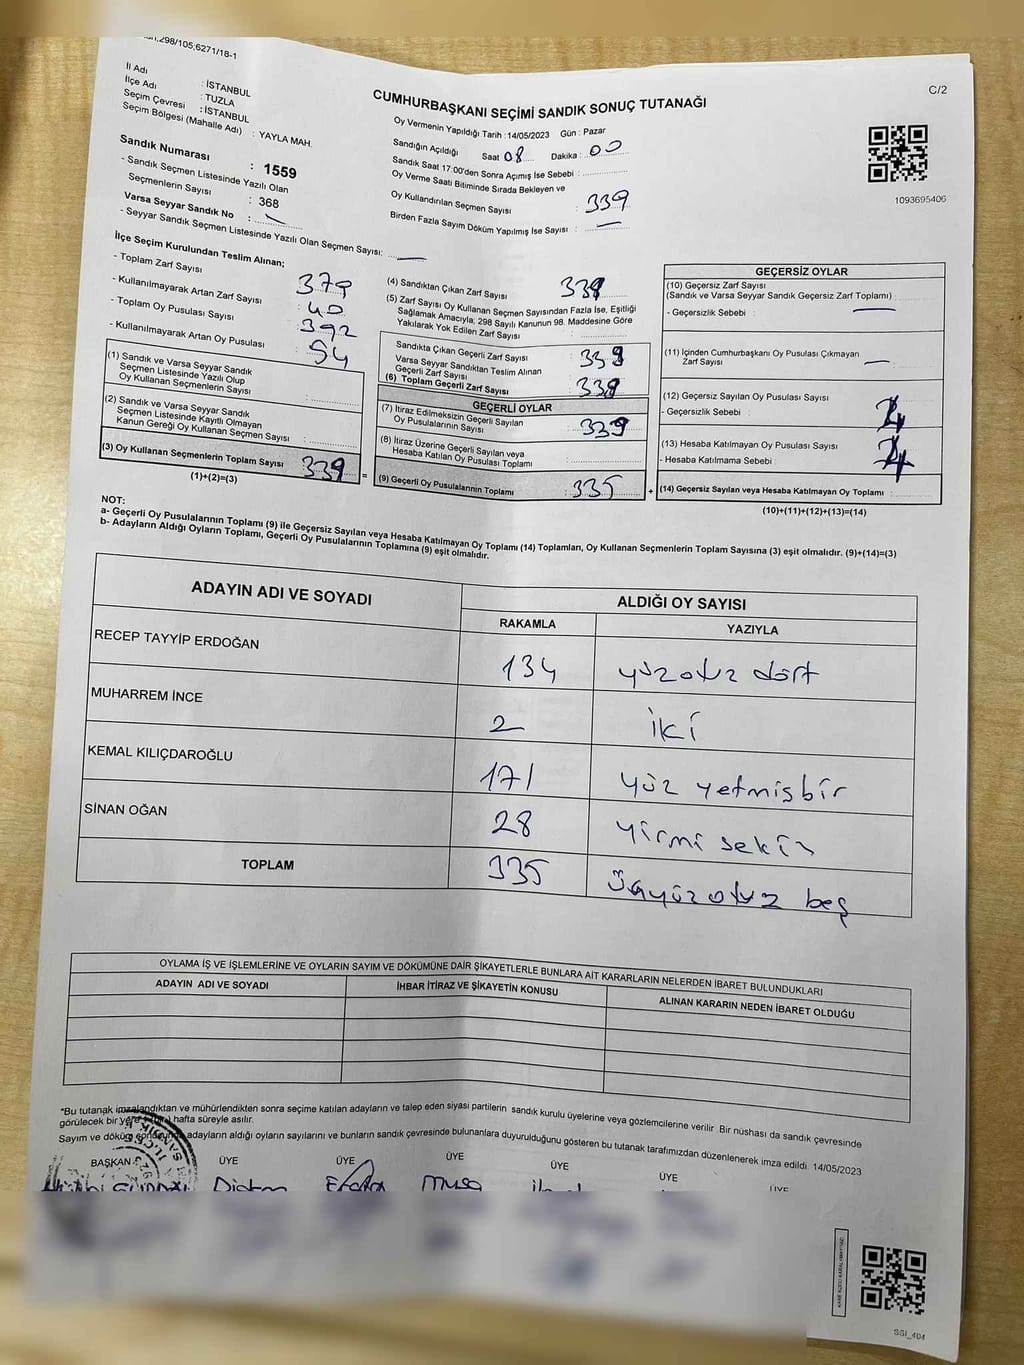 298/105,6271/18-1
C/2
İl Adı : İSTANBUL
İlçe Adı : TUZLA
Seçim Çevresi : İSTANBUL
Seçim Bölgesi (Mahalle Adı) : YAYLA MAH.
Sandık Numarası : 1559
- Sandık Seçmen Listesinde Yazılı Olan
Seçmenlerin Sayısı : 368
Varsa Seyyar Sandık No :
- Seyyar Sandık Seçmen Listesinde Yazılı Olan Seçmen Sayısı:
CUMHURBAŞKANI SEÇİMİ SANDIK SONUÇ TUTANAĞI
Oy Vermenin Yapıldığı Tarih : 14/05/2023 Gün : Pazar
Sandığın Açıldığı Saat 08 Dakika : 00
Sandık Saat 17:00'den Sonra Açımış İse Sebebi :
Oy Verme Saati Bitiminde Sırada Bekleyen ve
Oy Kullandırılan Seçmen Sayısı : 339
Birden Fazla Sayım Döküm Yapılmış İse Sayısı : —
1093695406
İlçe Seçim Kurulundan Teslim Alınan;
- Toplam Zarf Sayısı 379
- Kullanılmayarak Artan Zarf Sayısı 40
- Toplam Oy Pusulası Sayısı 392
- Kullanılmayarak Artan Oy Pusulası 54
(1) Sandık ve Varsa Seyyar Sandık
Seçmen Listesinde Yazılı Olup
Oy Kullanan Seçmenlerin Sayısı :
(2) Sandık ve Varsa Seyyar Sandık
Seçmen Listesinde Kayıtlı Olmayan
Kanun Gereği Oy Kullanan Seçmen Sayısı :
(3) Oy Kullanan Seçmenlerin Toplam Sayısı 339 =
(1)+(2)=(3)
(4) Sandıktan Çıkan Zarf Sayısı : 339
(5) Zarf Sayısı Oy Kullanan Seçmen Sayısından Fazla İse, Eşitliği
Sağlamak Amacıyla; 298 Sayılı Kanunun 98. Maddesine Göre
Yakılarak Yok Edilen Zarf Sayısı :
Sandıkta Çıkan Geçerli Zarf Sayısı : 339
Varsa Seyyar Sandıktan Teslim Alınan
Geçerli Zarf Sayısı :
(6) Toplam Geçerli Zarf Sayısı : 339
GEÇERLİ OYLAR
(7) İtiraz Edilmeksizin Geçerli Sayılan
Oy Pusulalarının Sayısı : 339
(8) İtiraz Üzerine Geçerli Sayılan veya
Hesaba Katılan Oy Pusulası Toplamı :
(9) Geçerli Oy Pusulalarının Toplamı : 335 +
GEÇERSİZ OYLAR
(10) Geçersiz Zarf Sayısı
(Sandık ve Varsa Seyyar Sandık Geçersiz Zarf Toplamı)
- Geçersizlik Sebebi : —
(11) İçinden Cumhurbaşkanı Oy Pusulası Çıkmayan
Zarf Sayısı : —
(12) Geçersiz Sayılan Oy Pusulası Sayısı
- Geçersizlik Sebebi : 4
(13) Hesaba Katılmayan Oy Pusulası Sayısı
- Hesaba Katılmama Sebebi :
(14) Geçersiz Sayılan veya Hesaba Katılmayan Oy Toplamı :
(10)+(11)+(12)+(13)=(14)
NOT:
a- Geçerli Oy Pusulalarının Toplamı (9) ile Geçersiz Sayılan veya Hesaba Katılmayan Oy Toplamı (14) Toplamları, Oy Kullanan Seçmenlerin Toplam Sayısına (3) eşit olmalıdır. (9)+(14)=(3)
b- Adayların Aldığı Oyların Toplamı, Geçerli Oy Pusulalarının Toplamına (9) eşit olmalıdır.
ADAYIN ADI VE SOYADI ALDIĞI OY SAYISI
RAKAMLA YAZIYLA
RECEP TAYYİP ERDOĞAN 134 yüzotuz dört
MUHARREM İNCE 2 iki
KEMAL KILIÇDAROĞLU 171 yüz yetmişbir
SİNAN OĞAN 28 yirmi sekiz
TOPLAM 335 üçyüzotuz beş
OYLAMA İŞ VE İŞLEMLERİNE VE OYLARIN SAYIM VE DÖKÜMÜNE DAİR ŞİKAYETLERLE BUNLARA AİT KARARLARIN NELERDEN İBARET BULUNDUKLARI
ADAYIN ADI VE SOYADI İHBAR İTİRAZ VE ŞİKAYETİN KONUSU ALINAN KARARIN NEDEN İBARET OLDUĞU
*Bu tutanak imzalandıktan ve mühürlendikten sonra seçime katılan adayların ve talep eden siyasi partilerin sandık kurulu üyelerine veya gözlemcilerine verilir. Bir nüshası da sandık çevresinde
görülecek bir yere hafta süreyle asılır.
Sayım ve döküm sonucunda adayların aldığı oyların sayılarını ve bunların sandık çevresinde bulunanlara duyurulduğunu gösteren bu tutanak tarafımızdan düzenlenerek imza edildi. 14/05/2023
BAŞKAN ÜYE ÜYE ÜYE ÜYE ÜYE ÜYE
Musa
SSİ_404